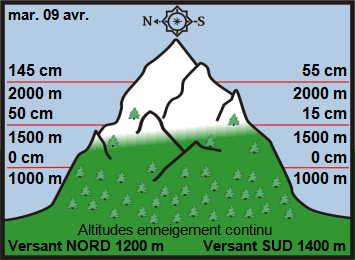 mar. 09 avr.
N S
145 cm 55 cm
2000 m 2000 m
50 cm 15 cm
1500 m 1500 m
0 cm 0 cm
1000 m 1000 m
Altitudes enneigement continu
Versant NORD 1200 m Versant SUD 1400 m